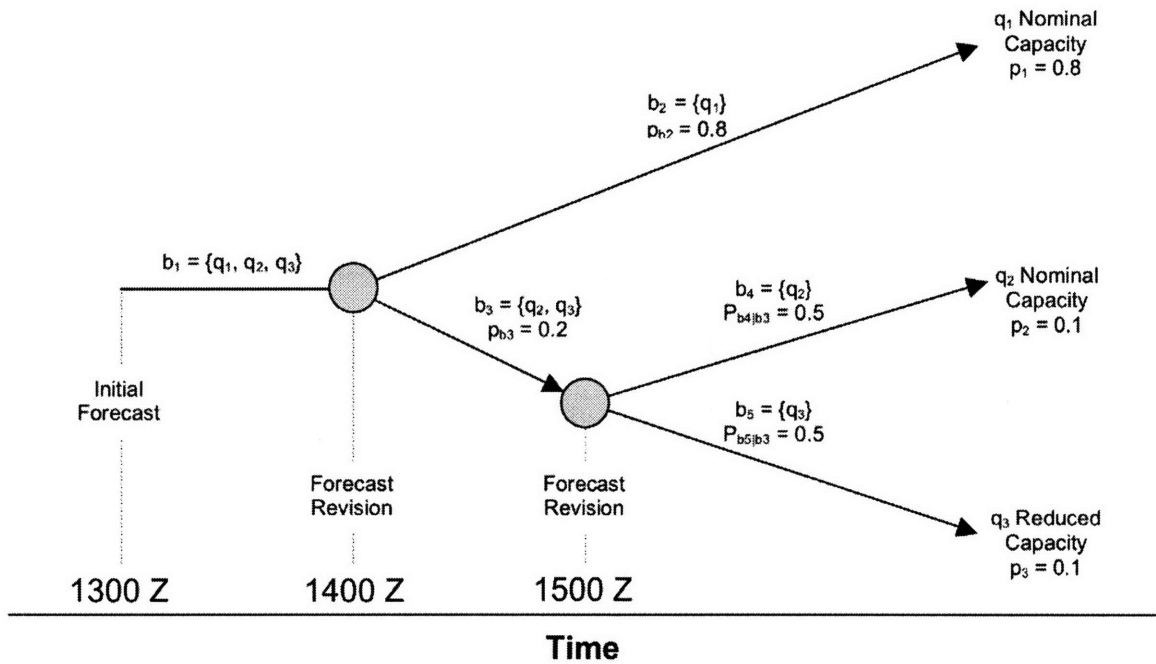 q₁ Nominal
Capacity
p₁ = 0.8
b₂ = {q₁}
p_b2 = 0.8
b₁ = {q₁, q₂, q₃}
b₃ = {q₂, q₃}
p_b3 = 0.2
b₄ = {q₂}
P_b4|b3 = 0.5
q₂ Nominal
Capacity
p₂ = 0.1
Initial
Forecast
b₅ = {q₃}
P_b5|b3 = 0.5
Forecast
Revision
Forecast
Revision
q₃ Reduced
Capacity
p₃ = 0.1
1300 Z
1400 Z
1500 Z
Time